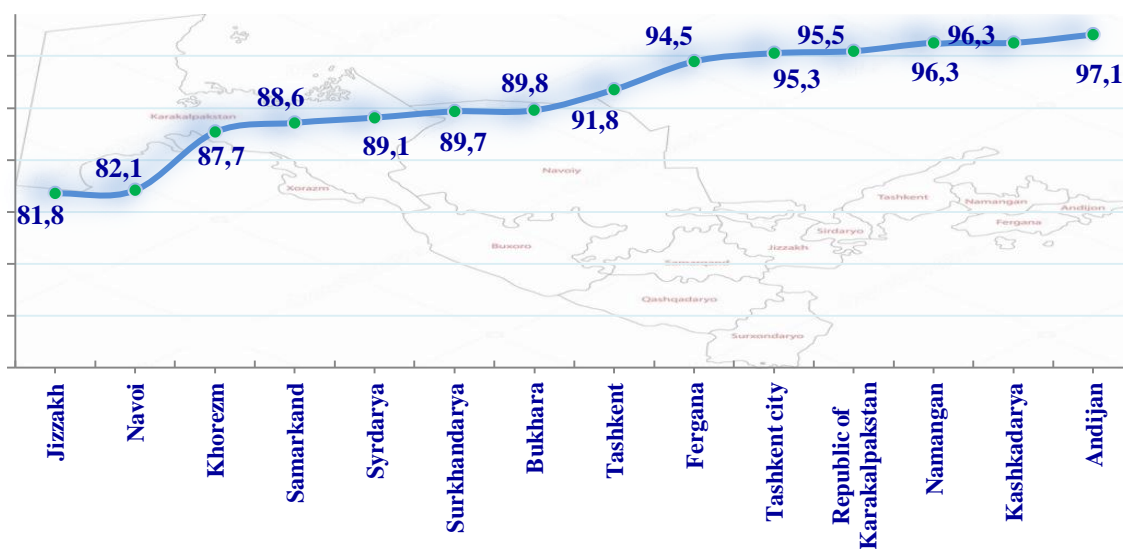 81,8
82,1
87,7
88,6
89,1
89,7
89,8
91,8
94,5
95,3
95,5
96,3
96,3
97,1
Karakalpakstan
Xorazm
Navoiy
Buxoro
Samarqand
Qashqadaryo
Surxondaryo
Jizzakh
Sirdaryo
Tashkent
Namangan
Andijon
Fergana
Jizzakh
Navoi
Khorezm
Samarkand
Syrdarya
Surkhandarya
Bukhara
Tashkent
Fergana
Tashkent city
Republic of
Karakalpakstan
Namangan
Kashkadarya
Andijan